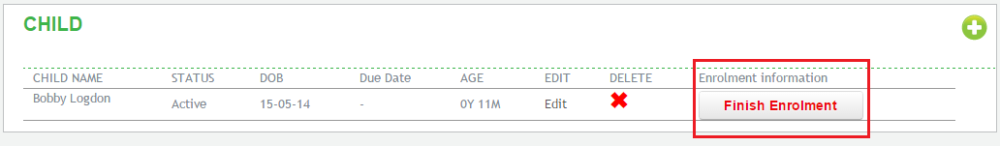 CHILD
CHILD NAME STATUS DOB Due Date AGE EDIT DELETE Enrolment information
Bobby Logdon Active 15-05-14 - 0Y 11M Edit Finish Enrolment